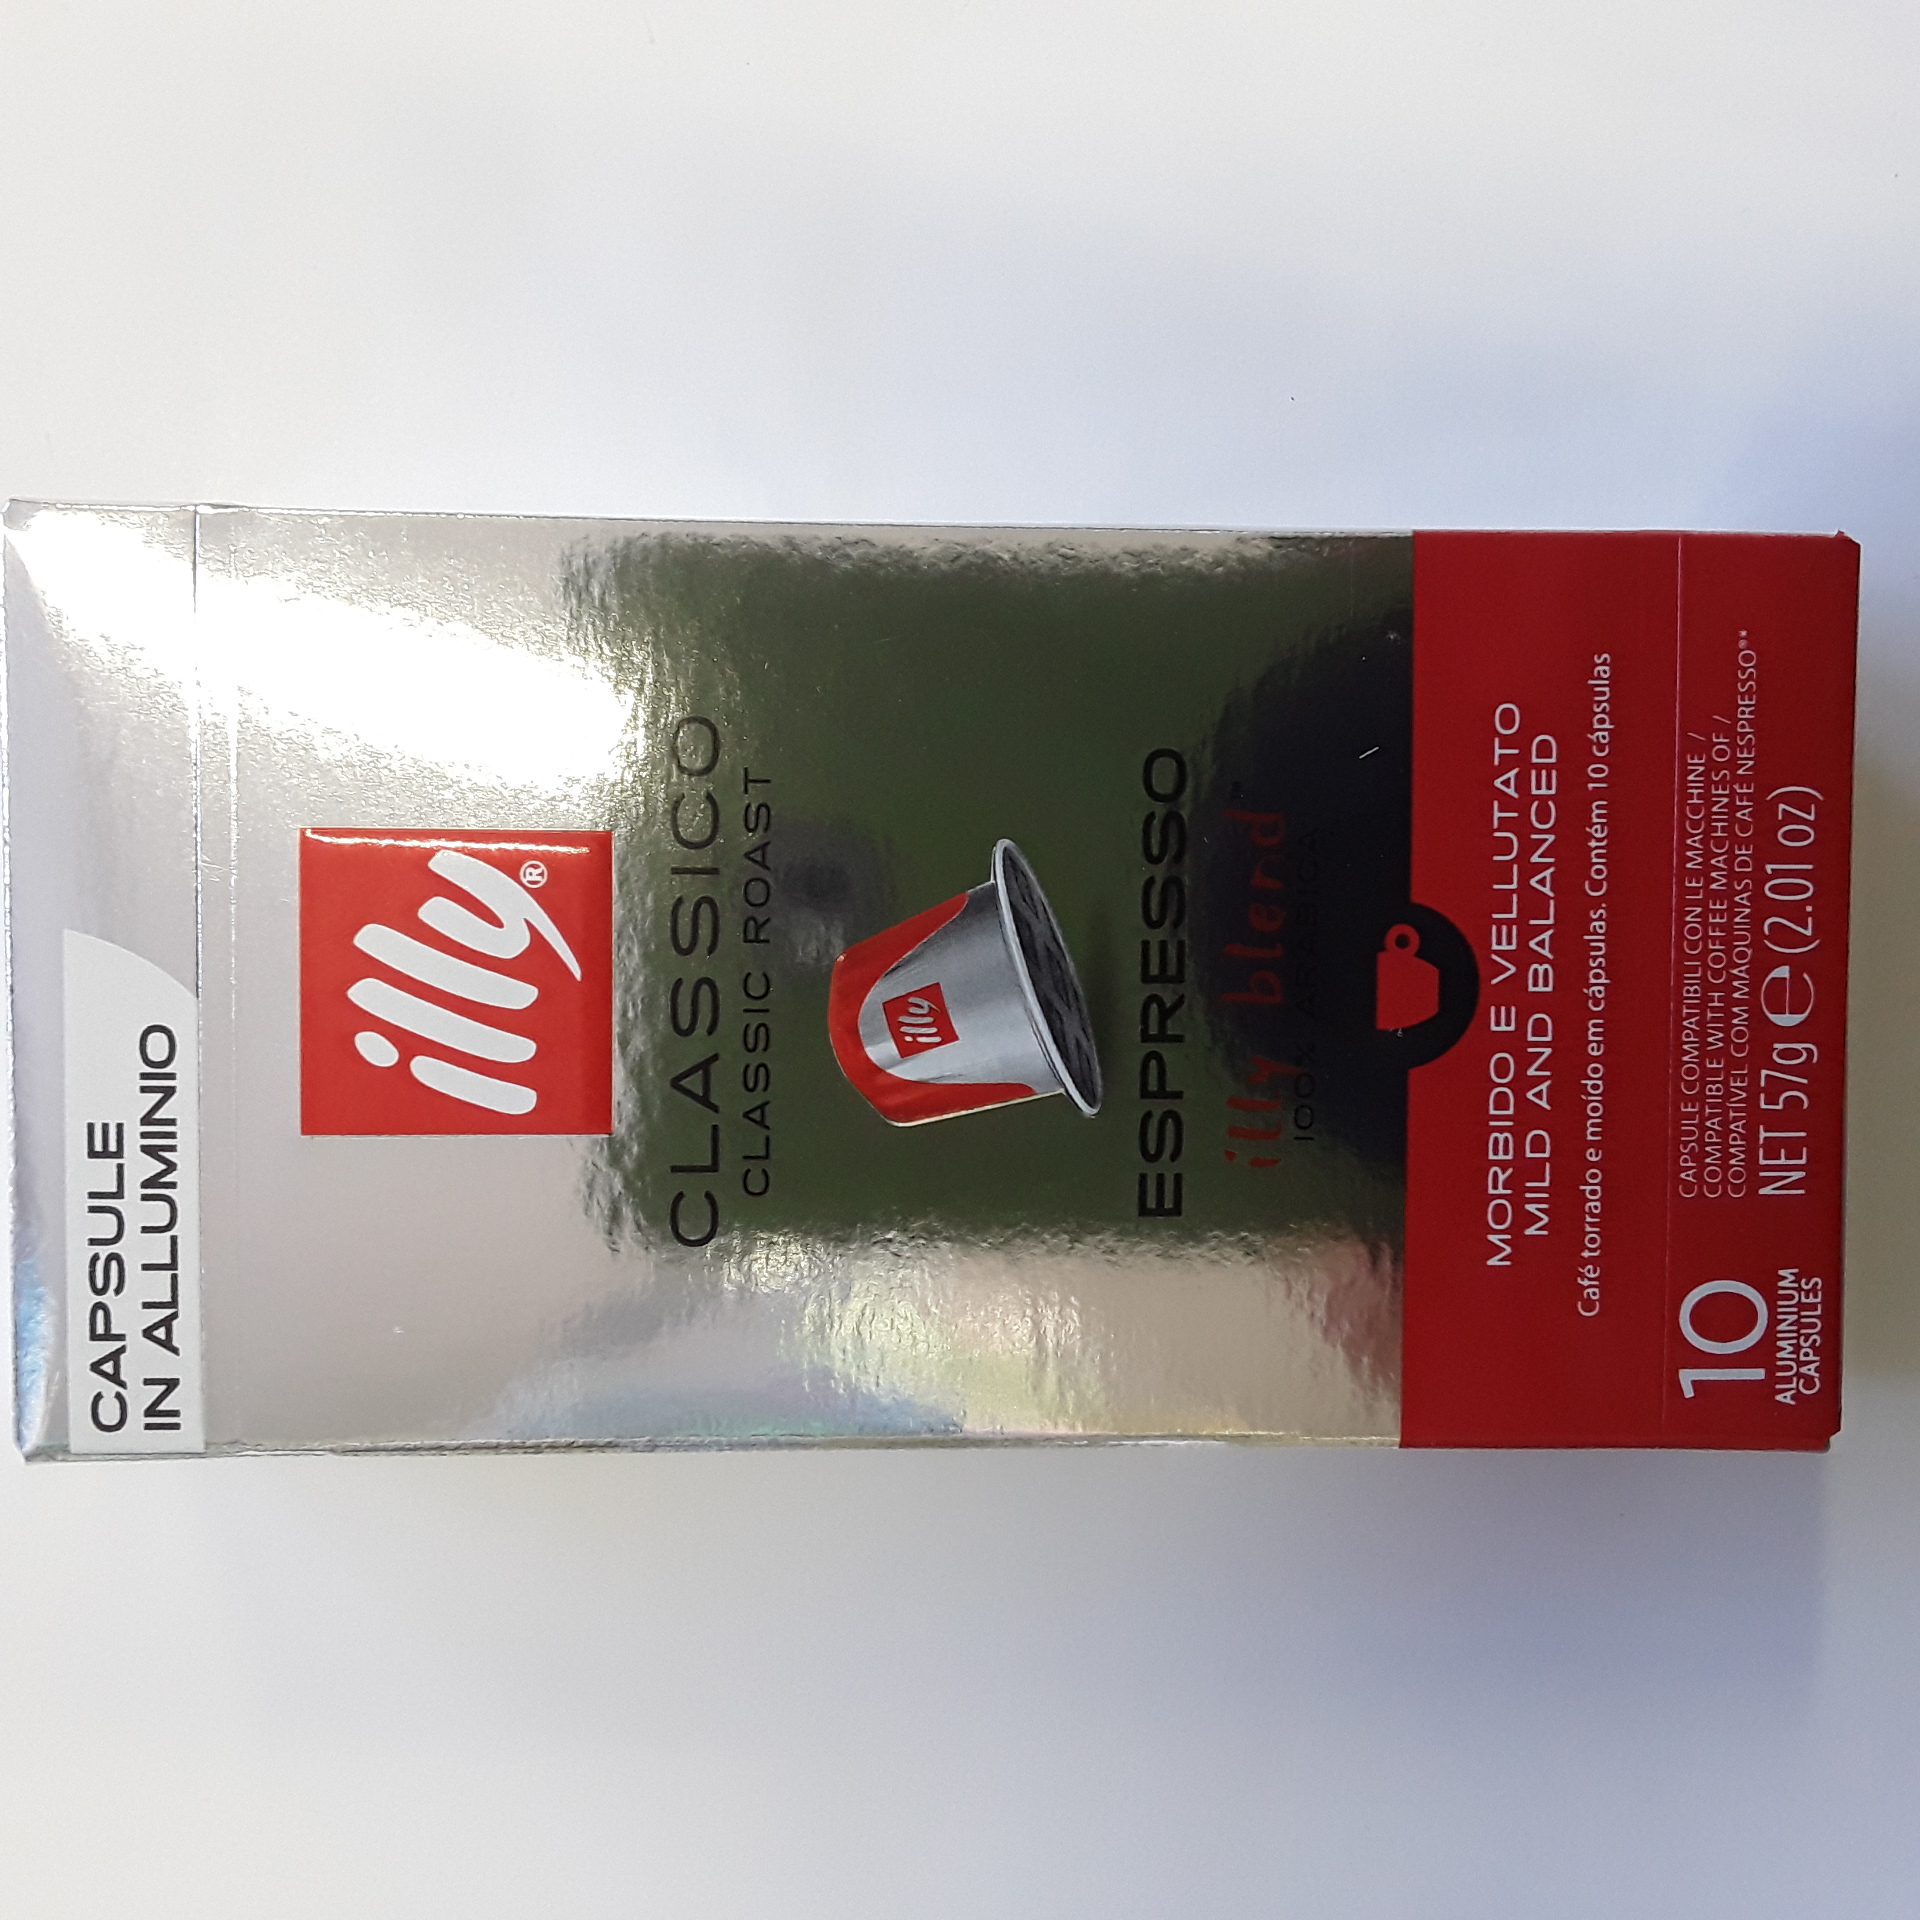 CAPSULE
IN ALLUMINIO
illy®
CLASSICO
CLASSIC ROAST
illy
ESPRESSO
illy blend™
100% ARABICA
MORBIDO E VELLUTATO
MILD AND BALANCED
Café torrado e moído em cápsulas. Contém 10 cápsulas
10
ALUMINIUM
CAPSULES
CAPSULE COMPATIBILI CON LE MACCHINE /
COMPATIBLE WITH COFFEE MACHINES OF /
COMPATÍVEL COM MÁQUINAS DE CAFÉ NESPRESSO®*
NET 57g ℮ (2.01 oz)